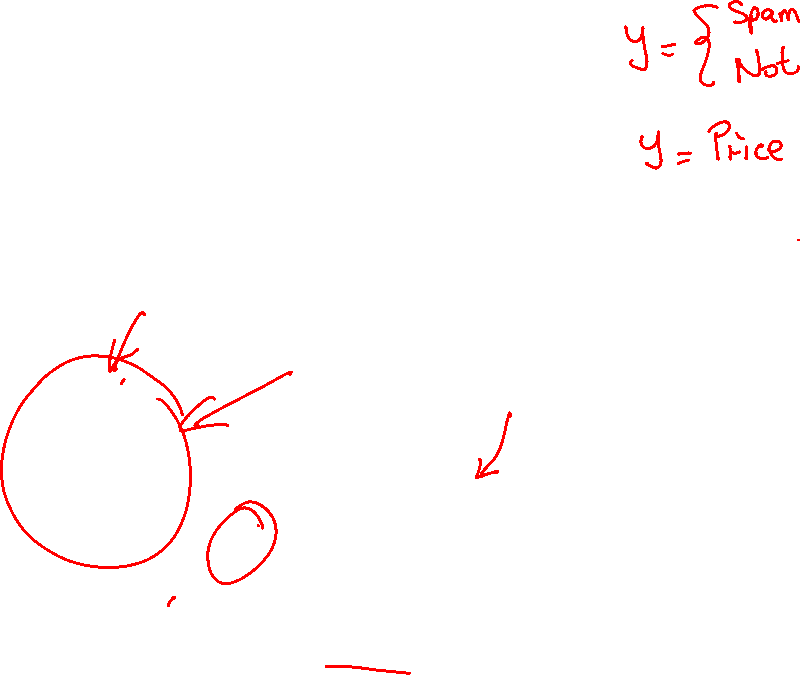 y = { Spam
Not
y = Price